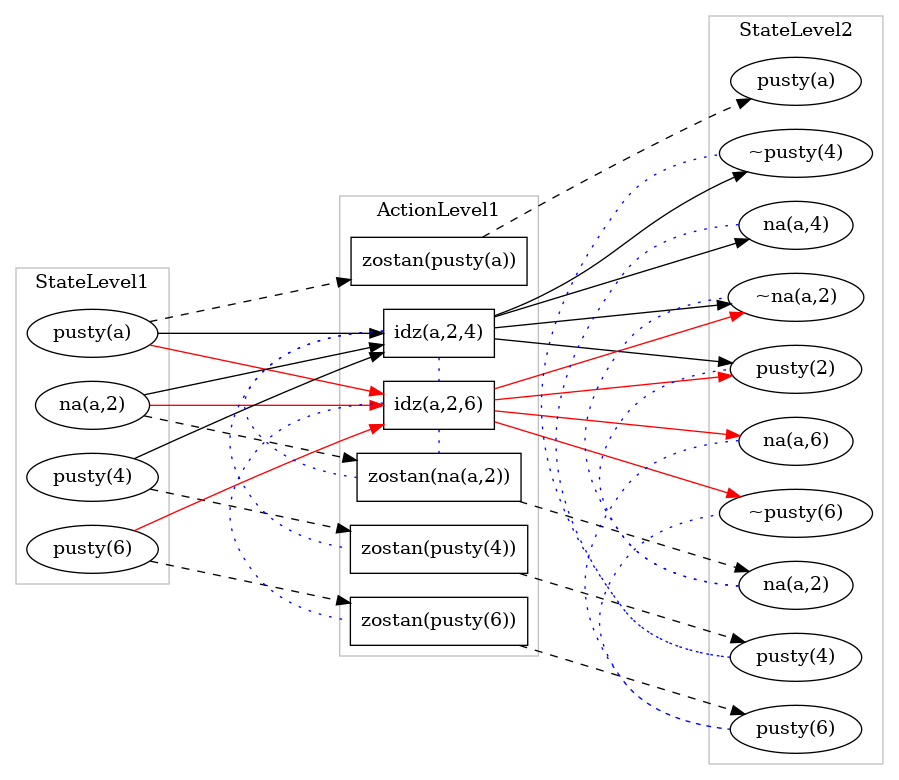 StateLevel1
pusty(a)
na(a,2)
pusty(4)
pusty(6)
ActionLevel1
zostan(pusty(a))
idz(a,2,4)
idz(a,2,6)
zostan(na(a,2))
zostan(pusty(4))
zostan(pusty(6))
StateLevel2
pusty(a)
~pusty(4)
na(a,4)
~na(a,2)
pusty(2)
na(a,6)
~pusty(6)
na(a,2)
pusty(4)
pusty(6)